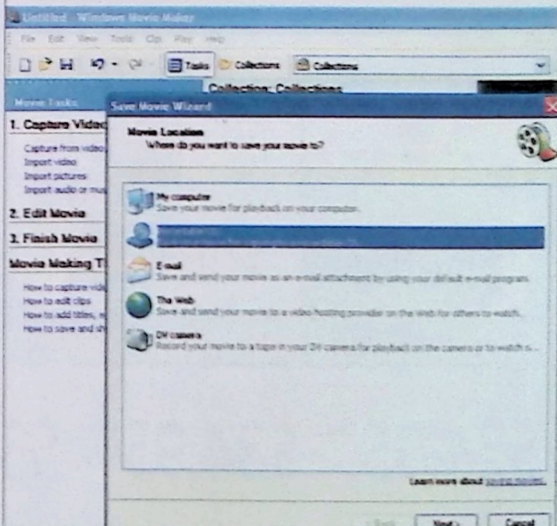 Untitled - Windows Movie Maker
File Edit View Tools Clip Play Help
Tasks Collections Collections
Collection: Collections
Movie Tasks
Save Movie Wizard
1. Capture Video
Capture from video
Import video
Import pictures
Import audio or mus
2. Edit Movie
3. Finish Movie
Movie Making T
How to capture vide
How to edit clips
How to add titles,
How to save and sh
Movie Location
Where do you want to save your movie to?
My computer
Save your movie for playback on your computer.
E-mail
Save and send your movie as an e-mail attachment by using your default e-mail program.
The Web
Save and send your movie to a video hosting provider on the Web for others to watch.
DV camera
Record your movie to a tape in your DV camera for playback on the camera or to watch o...
Learn more about saving movies.
Next > Cancel